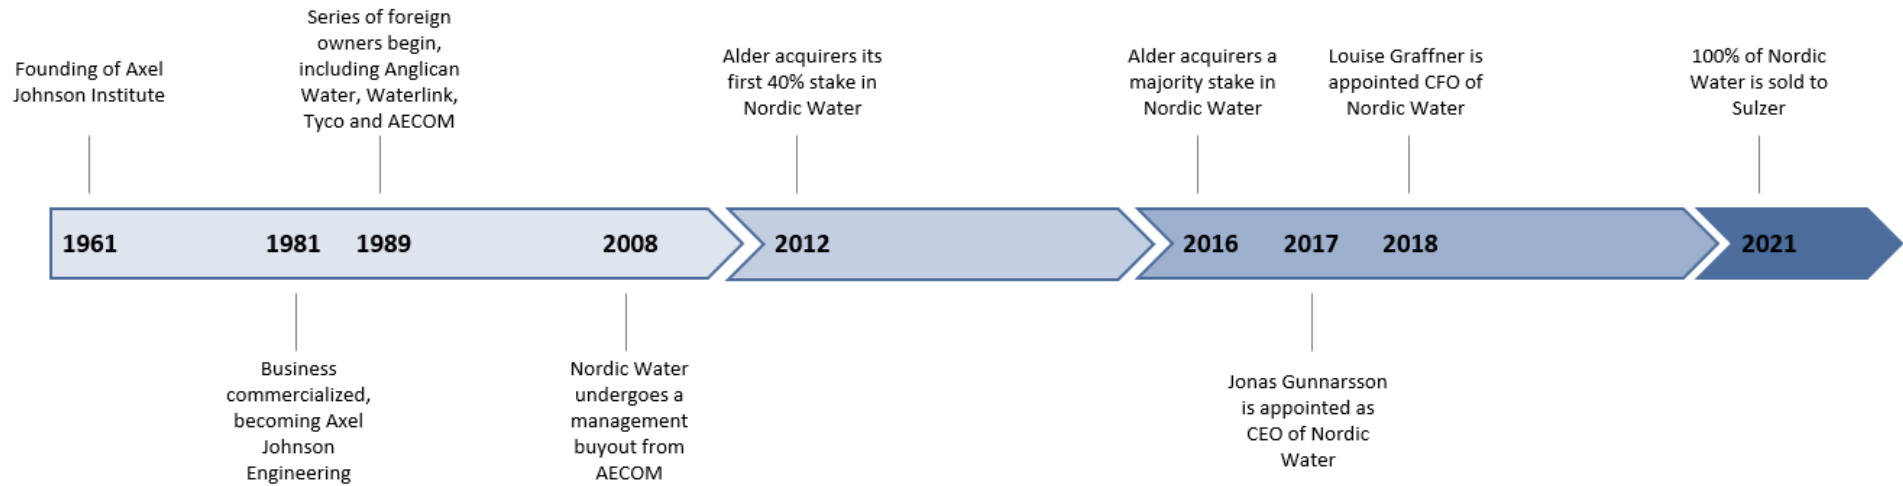 Founding of Axel
Johnson Institute
Series of foreign
owners begin,
including Anglican
Water, Waterlink,
Tyco and AECOM
Alder acquirers its
first 40% stake in
Nordic Water
Alder acquirers a
majority stake in
Nordic Water
Louise Graffner is
appointed CFO of
Nordic Water
100% of Nordic
Water is sold to
Sulzer
1961
1981
1989
2008
2012
2016
2017
2018
2021
Business
commercialized,
becoming Axel
Johnson
Engineering
Nordic Water
undergoes a
management
buyout from
AECOM
Jonas Gunnarsson
is appointed as
CEO of Nordic
Water